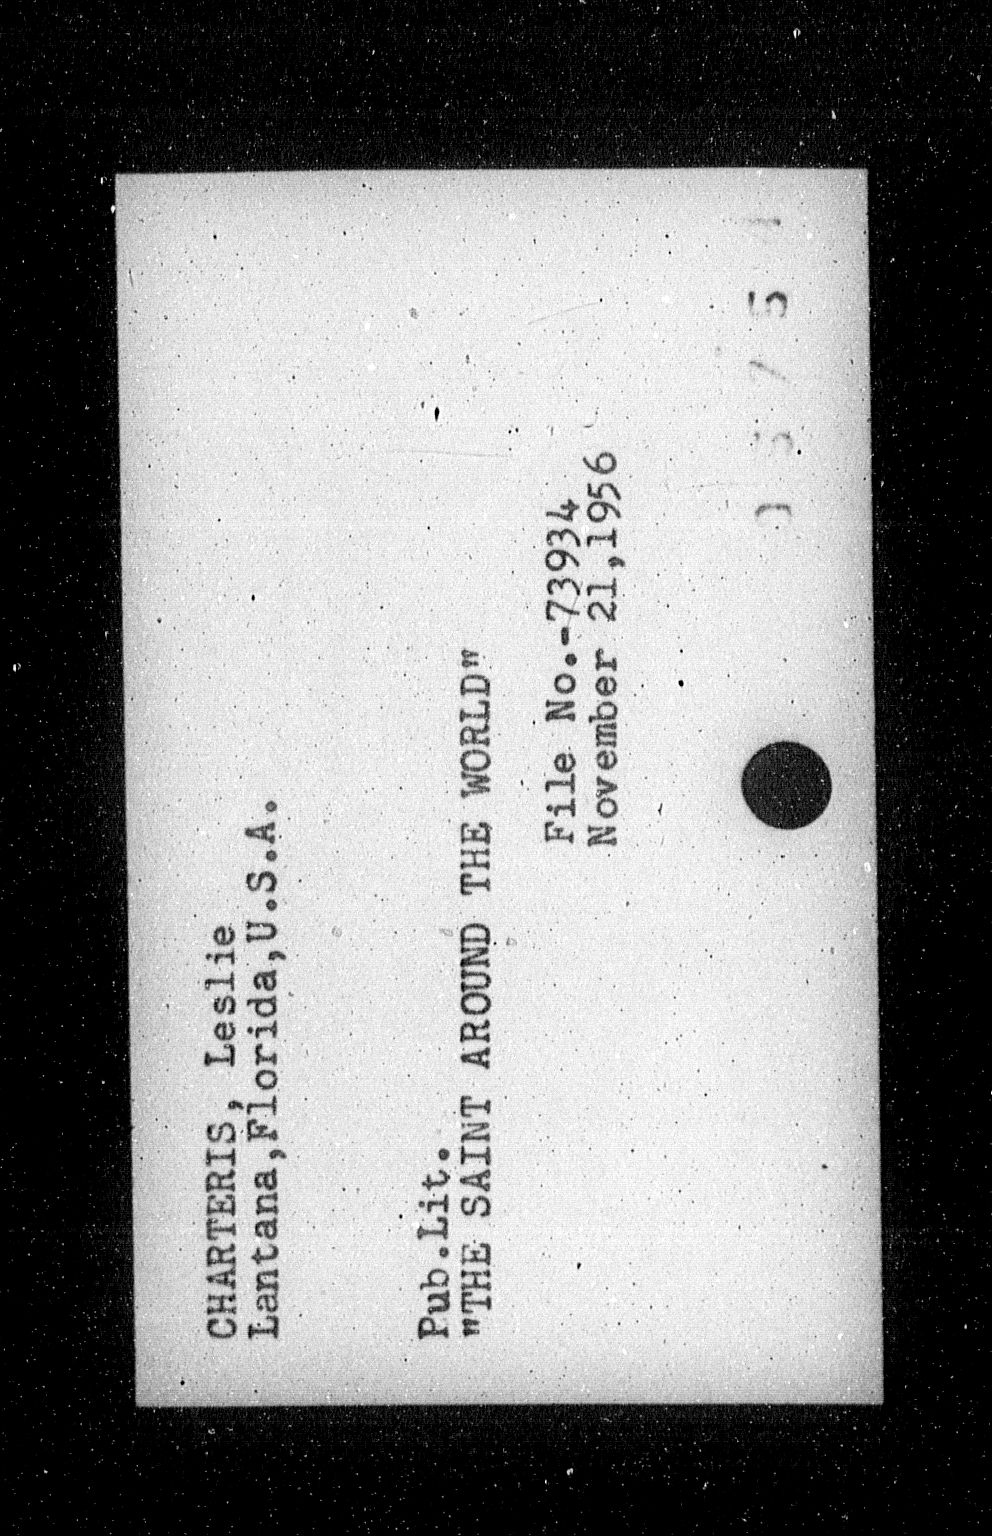 CHARTERIS, Leslie
Lantana,Florida,U.S.A.
Pub.Lit.
"THE SAINT AROUND THE WORLD"
File No.-73934
November 21,1956